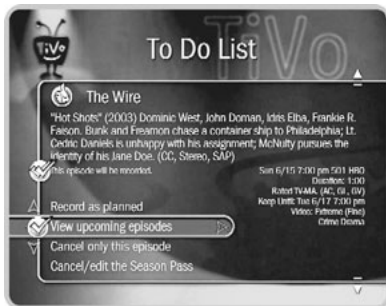 TiVo
TiVo
To Do List
The Wire
"Hot Shots" (2003) Dominic West, John Doman, Idris Elba, Frankie R.
Faison. Bunk and Freamon chase a container ship to Philadelphia; Lt.
Cedric Daniels is unhappy with his assignment; McNulty pursues the
identity of his Jane Doe. (CC, Stereo, SAP)
This episode will be recorded.
Sun 6/15 7:00 pm 501 HBO
Duration: 1:00
Rated TV-MA. (AC, GL, GV)
Keep Until: Tue 6/17 7:00 pm
Video: Extreme (Fine)
Crime Drama
Record as planned
View upcoming episodes
Cancel only this episode
Cancel/edit the Season Pass